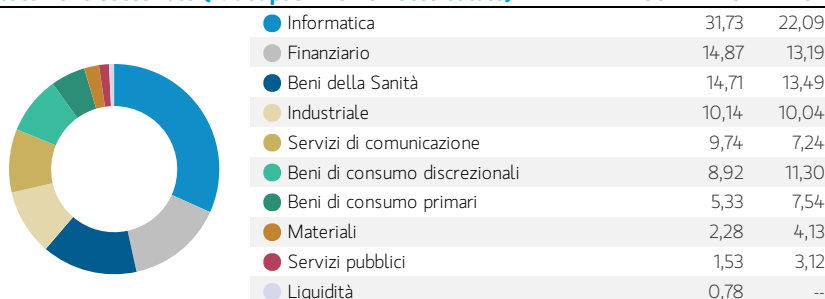 Informatica 31,73 22,09
Finanziario 14,87 13,19
Beni della Sanità 14,71 13,49
Industriale 10,14 10,04
Servizi di comunicazione 9,74 7,24
Beni di consumo discrezionali 8,92 11,30
Beni di consumo primari 5,33 7,54
Materiali 2,28 4,13
Servizi pubblici 1,53 3,12
Liquidità 0,78 --